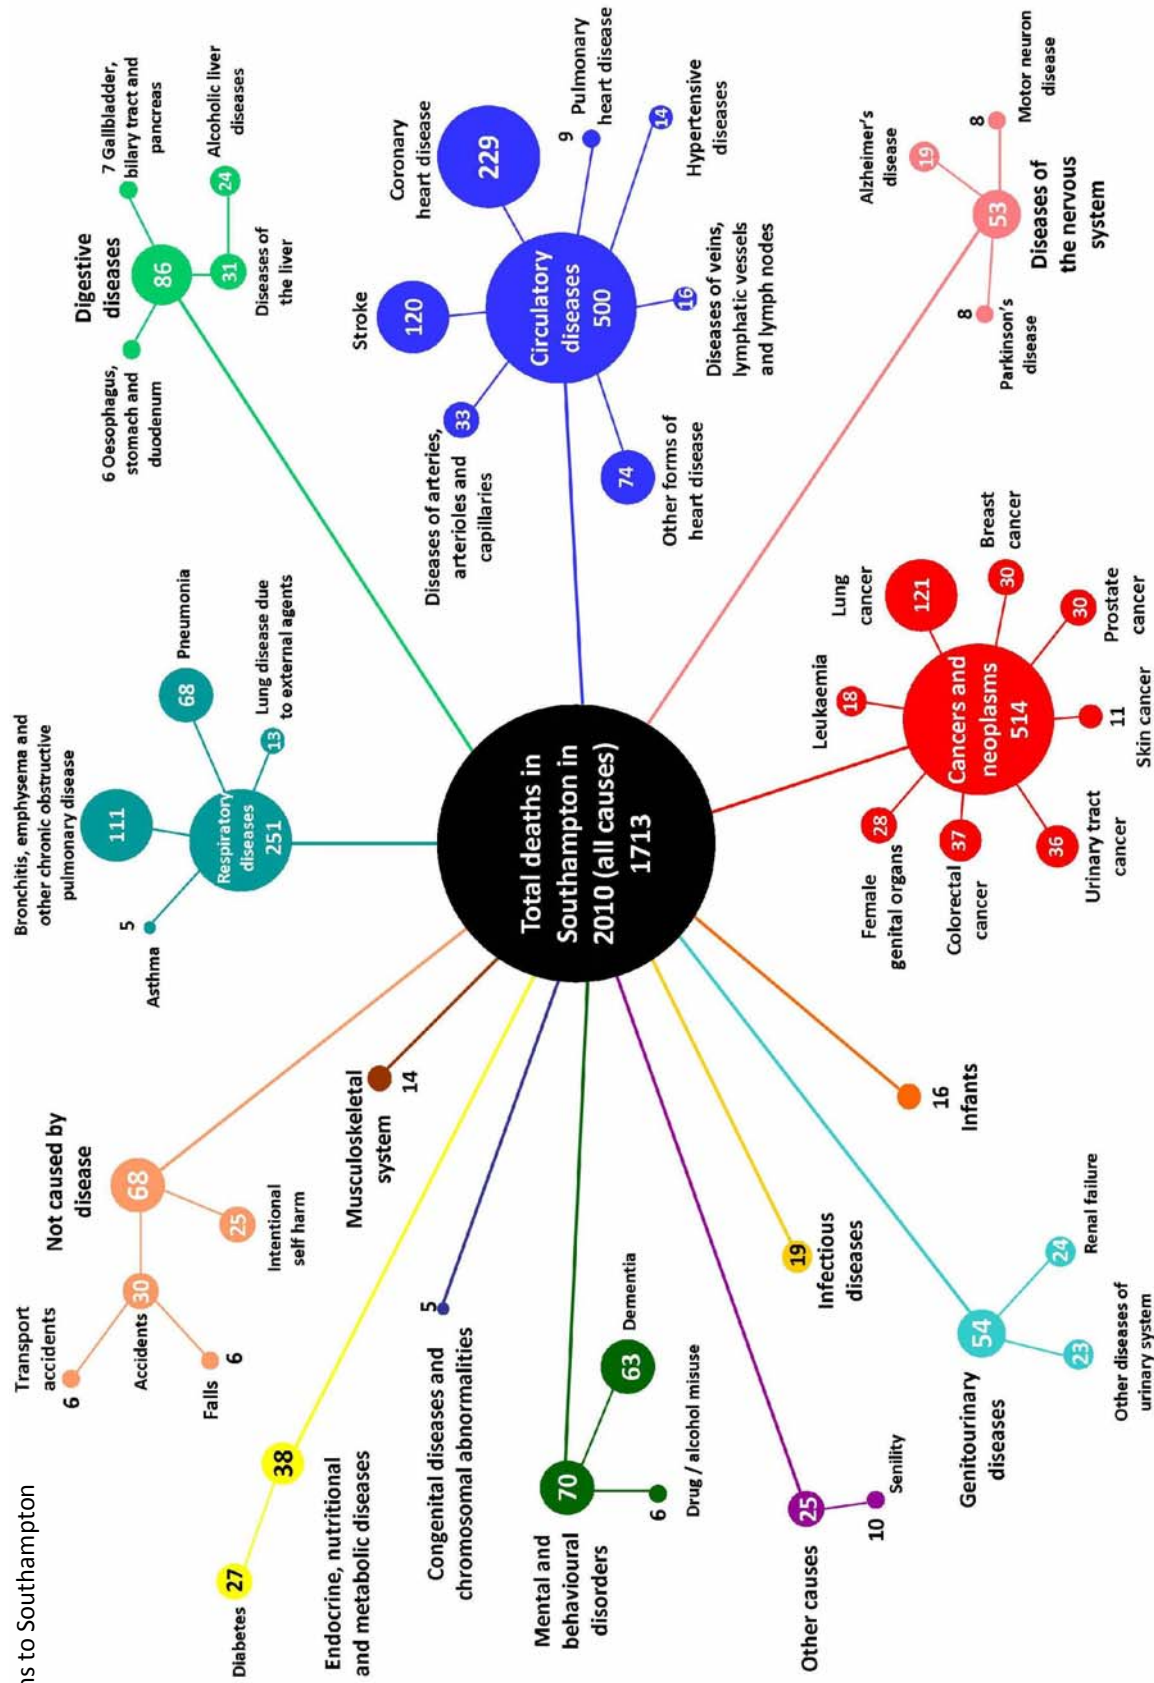 ns to Southampton
Total deaths in
Southampton in
2010 (all causes)
1713
Transport
accidents
6
Accidents
30
Falls
6
Not caused by
disease
68
25
Intentional
self harm
Bronchitis, emphysema and
other chronic obstructive
pulmonary disease
111
5
Asthma
Respiratory
diseases
251
68
Pneumonia
13
Lung disease due
to external agents
Digestive
diseases
86
6 Oesophagus,
stomach and
duodenum
7 Gallbladder,
bilary tract and
pancreas
31
Diseases of
the liver
24
Alcoholic liver
diseases
Diabetes
27
38
Endocrine, nutritional
and metabolic diseases
Musculoskeletal
system
14
Congenital diseases and
chromosomal abnormalities
5
Mental and
behavioural
disorders
70
63
Dementia
6
Drug / alcohol misuse
Circulatory
diseases
500
Stroke
120
Coronary
heart disease
229
Diseases of arteries,
arterioles and
capillaries
33
9
Pulmonary
heart disease
14
Hypertensive
diseases
16
Diseases of veins,
lymphatic vessels
and lymph nodes
74
Other forms of
heart disease
Other causes
25
10
Senility
19
Infectious
diseases
16
Infants
Genitourinary
diseases
54
24
Renal failure
23
Other diseases of
urinary system
Cancers and
neoplasms
514
Leukaemia
18
Lung
cancer
121
30
Breast
cancer
30
Prostate
cancer
11
Skin cancer
36
Urinary tract
cancer
37
Colorectal
cancer
28
Female
genital organs
53
Diseases of
the nervous
system
Alzheimer's
disease
19
8
Motor neuron
disease
8
Parkinson's
disease